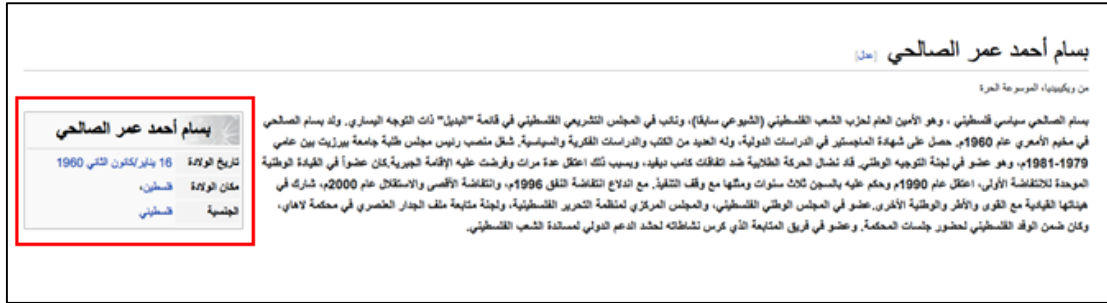 بسام أحمد عمر الصالحي [عدل]
من ويكيبيديا، الموسوعة الحرة
بسام الصالحي سياسي فلسطيني ، وهو الأمين العام لحزب الشعب الفلسطيني (الشيوعي سابقا)، ونائب في المجلس التشريعي الفلسطيني في قائمة "البديل" ذات التوجه اليساري. ولد بسام الصالحي
في مخيم الأمعري عام 1960م. حصل على شهادة الماجستير في الدراسات الدولية، وله العديد من الكتب والدراسات الفكرية والسياسية. شغل منصب رئيس مجلس طلبة جامعة بيرزيت بين عامي
1979-1981م، وهو عضو في لجنة التوجيه الوطني. قاد نضال الحركة الطلابية ضد اتفاقات كامب ديفيد، وبسبب ذلك اعتقل عدة مرات وفرضت عليه الإقامة الجبرية.كان عضواً في القيادة الوطنية
الموحدة للانتفاضة الأولى، اعتقل عام 1990م وحكم عليه بالسجن ثلاث سنوات ومثلها مع وقف التنفيذ. مع اندلاع انتفاضة النفق 1996م، وانتفاضة الأقصى والاستقلال عام 2000م، شارك في
هيئاتها القيادية مع القوى والأطر والوطنية الأخرى.عضو في المجلس الوطني الفلسطيني، والمجلس المركزي لمنظمة التحرير الفلسطينية، ولجنة متابعة ملف الجدار العنصري في محكمة لاهاي،
وكان ضمن الوفد الفلسطيني لحضور جلسات المحكمة. وعضو في فريق المتابعة الذي كرس نشاطاته لحشد الدعم الدولي لمساندة الشعب الفلسطيني.
بسام أحمد عمر الصالحي
تاريخ الولادة 16 يناير/كانون الثاني 1960
مكان الولادة فلسطين،
الجنسية فلسطيني